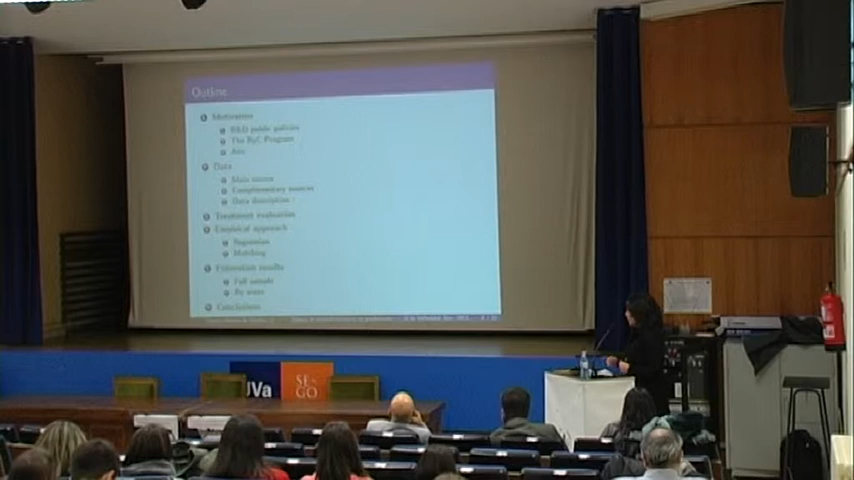 Outline
Motivation
R&D public policies
The RyC Program
Aim
Data
Main source
Complementary sources
Data description
Treatment evaluation
Empirical approach
Regression
Matching
Estimation results
Full sample
By areas
Conclusions
UVa
SE-
GO